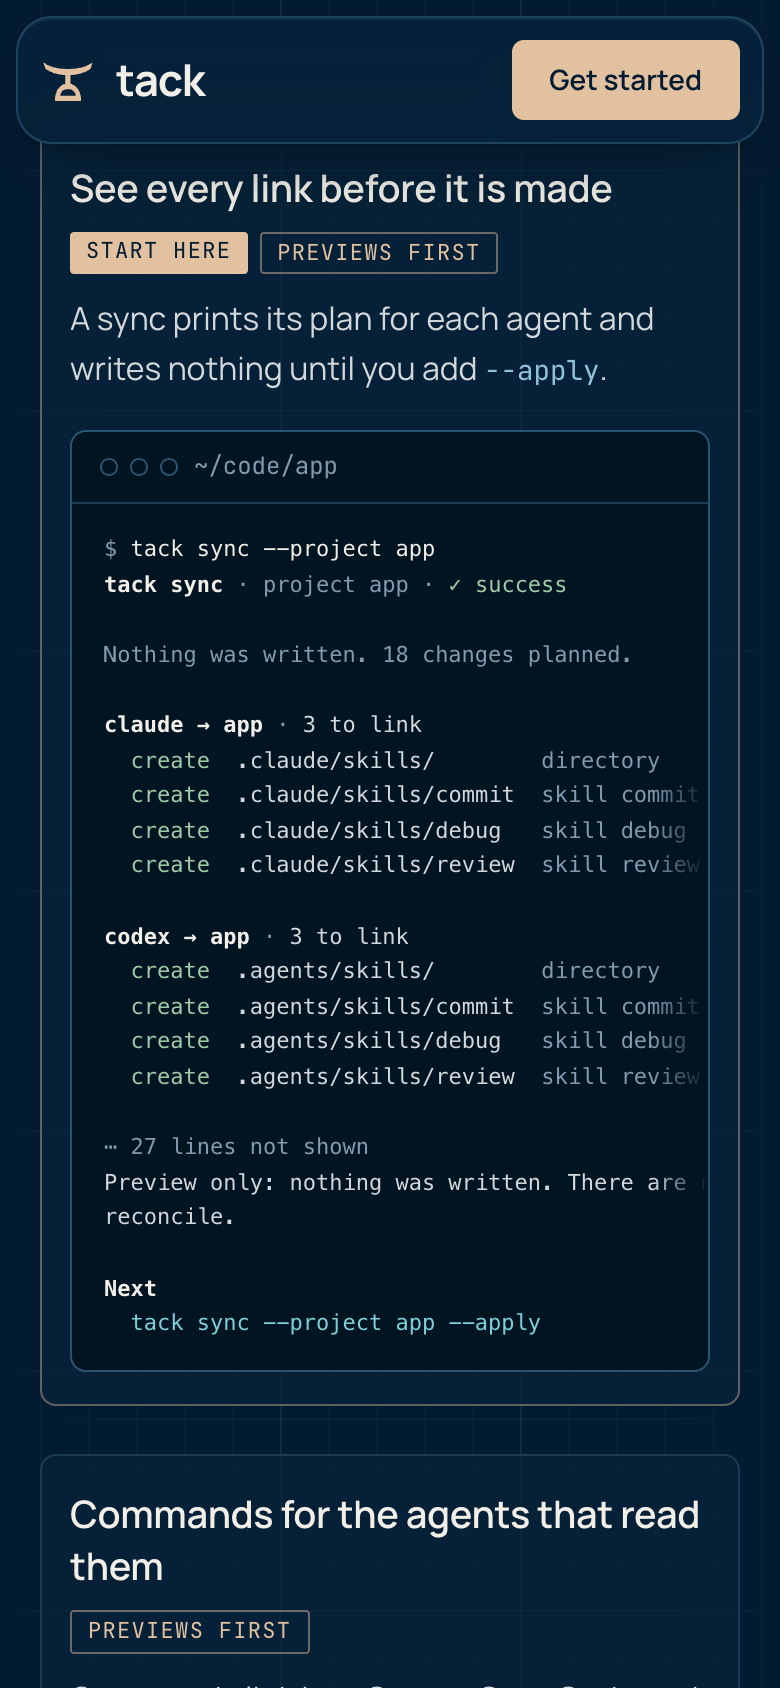 tack
Get started
See every link before it is made
START HERE
PREVIEWS FIRST
A sync prints its plan for each agent and
writes nothing until you add --apply.
~/code/app
$ tack sync --project app
tack sync · project app · ✓ success
Nothing was written. 18 changes planned.
claude → app · 3 to link
create .claude/skills/ directory
create .claude/skills/commit skill commit
create .claude/skills/debug skill debug
create .claude/skills/review skill review
codex → app · 3 to link
create .agents/skills/ directory
create .agents/skills/commit skill commit
create .agents/skills/debug skill debug
create .agents/skills/review skill review
⋯ 27 lines not shown
Preview only: nothing was written. There are
reconcile.
Next
tack sync --project app --apply
Commands for the agents that read
them
PREVIEWS FIRST